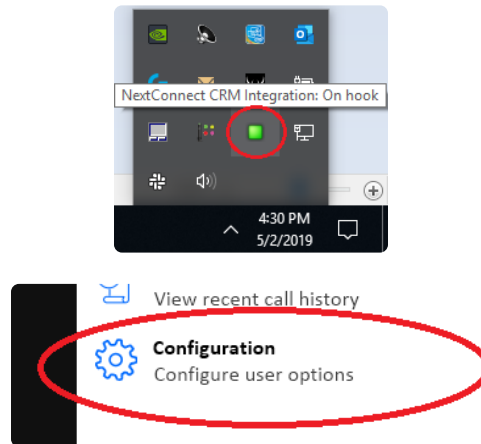 NextConnect CRM Integration: On hook
4:30 PM
5/2/2019
View recent call history
Configuration
Configure user options